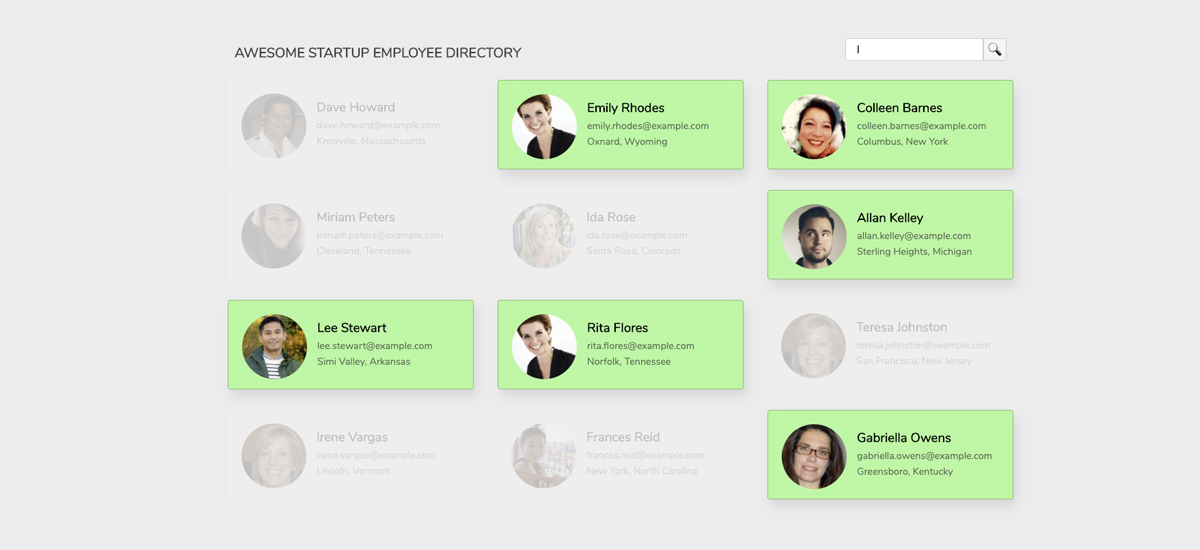 AWESOME STARTUP EMPLOYEE DIRECTORY
l
Dave Howard
dave.howard@example.com
Knoxville, Massachusetts
Emily Rhodes
emily.rhodes@example.com
Oxnard, Wyoming
Colleen Barnes
colleen.barnes@example.com
Columbus, New York
Miriam Peters
miriam.peters@example.com
Cleveland, Tennessee
Ida Rose
ida.rose@example.com
Santa Rosa, Colorado
Allan Kelley
allan.kelley@example.com
Sterling Heights, Michigan
Lee Stewart
lee.stewart@example.com
Simi Valley, Arkansas
Rita Flores
rita.flores@example.com
Norfolk, Tennessee
Teresa Johnston
teresa.johnston@example.com
San Francisco, New Jersey
Irene Vargas
irene.vargas@example.com
Lincoln, Vermont
Frances Reid
frances.reid@example.com
New York, North Carolina
Gabriella Owens
gabriella.owens@example.com
Greensboro, Kentucky